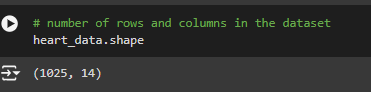 # number of rows and columns in the dataset
heart_data.shape
(1025, 14)